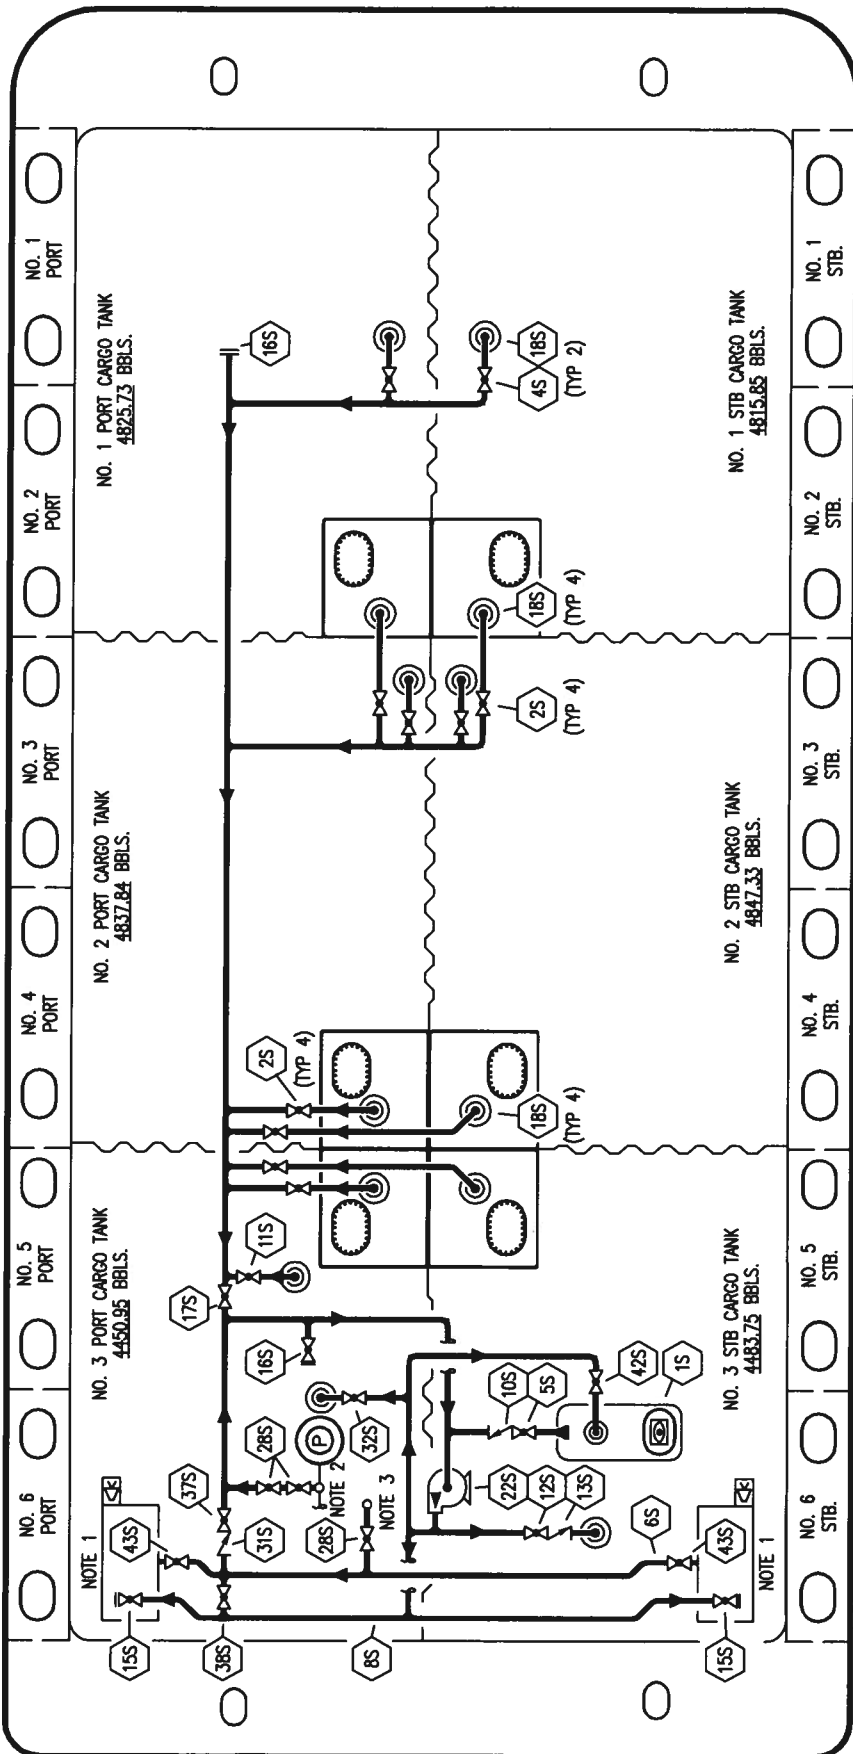 NO. 1
PORT
NO. 2
PORT
NO. 3
PORT
NO. 4
PORT
NO. 5
PORT
NO. 6
PORT
NO. 1 PORT CARGO TANK
4825.73 BBLS.
NO. 2 PORT CARGO TANK
4837.84 BBLS.
NO. 3 PORT CARGO TANK
4450.95 BBLS.
16S
18S
4S
(TYP 2)
18S
(TYP 4)
2S
(TYP 4)
2S
(TYP 4)
18S
(TYP 4)
11S
17S
16S
32S
P
NOTE 2
28S
37S
31S
28S
NOTE 3
NOTE 1
43S
15S
38S
8S
10S
5S
42S
1S
22S
12S
13S
6S
43S
NOTE 1
15S
NO. 1 STB CARGO TANK
4815.85 BBLS.
NO. 2 STB CARGO TANK
4847.33 BBLS.
NO. 3 STB CARGO TANK
4483.75 BBLS.
NO. 1
STB.
NO. 2
STB.
NO. 3
STB.
NO. 4
STB.
NO. 5
STB.
NO. 6
STB.